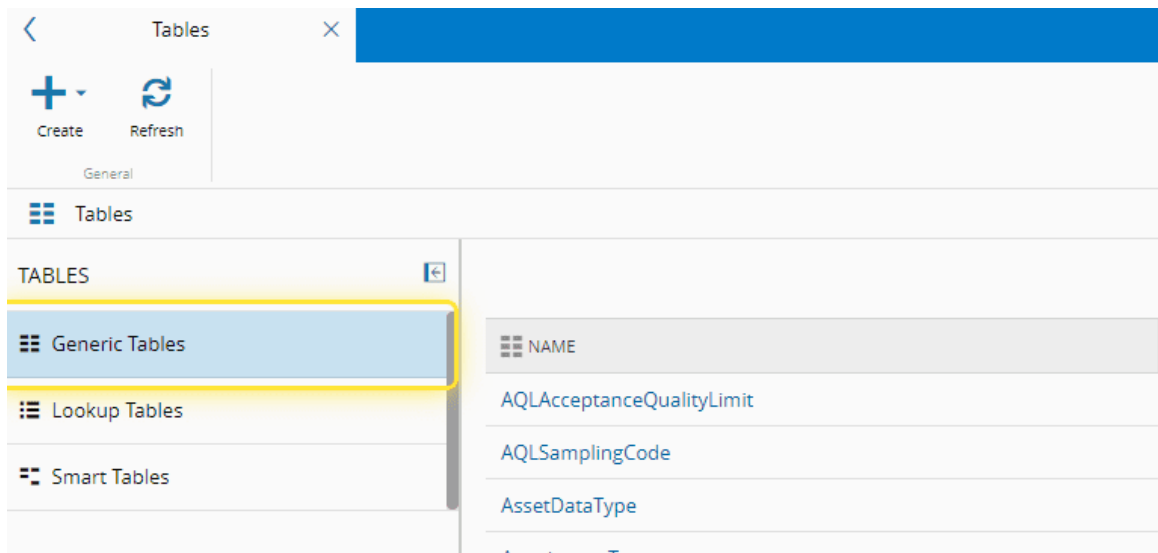 Tables
Create
Refresh
General
Tables
TABLES
Generic Tables
Lookup Tables
Smart Tables
NAME
AQLAcceptanceQualityLimit
AQLSamplingCode
AssetDataType